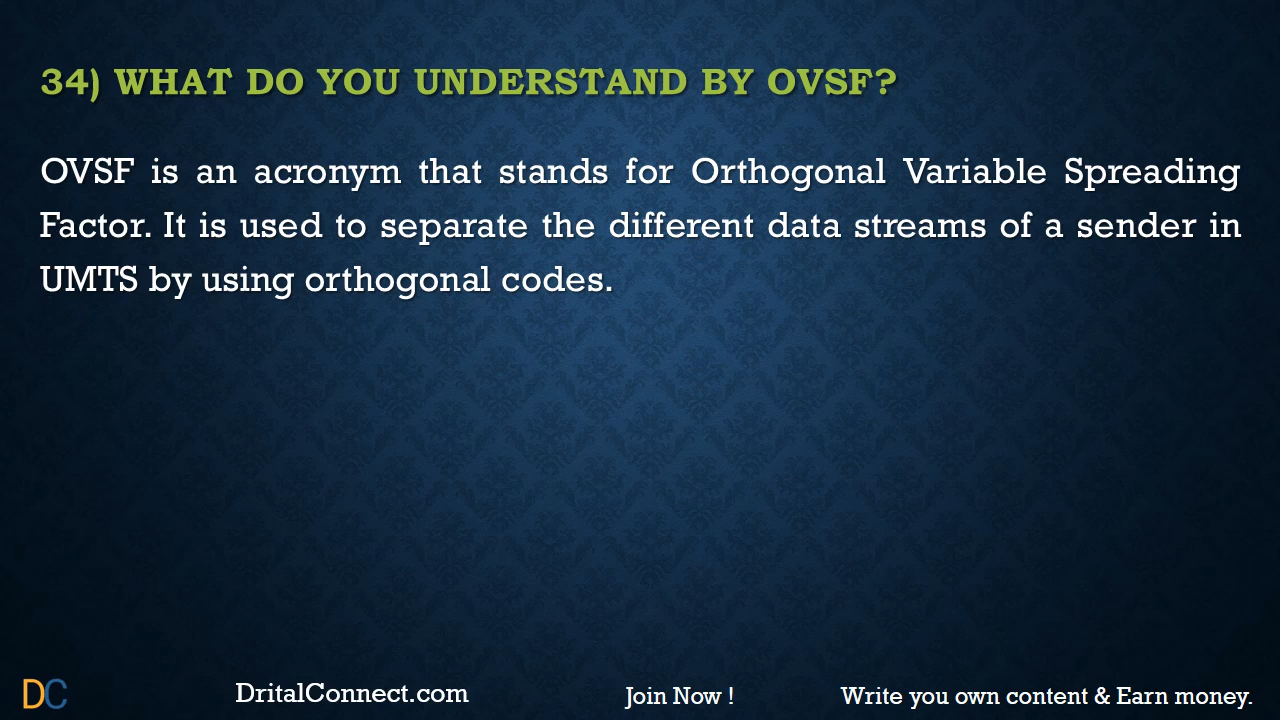 34) WHAT DO YOU UNDERSTAND BY OVSF?
OVSF is an acronym that stands for Orthogonal Variable Spreading
Factor. It is used to separate the different data streams of a sender in
UMTS by using orthogonal codes.
DC
DritalConnect.com
Join Now !
Write you own content & Earn money.